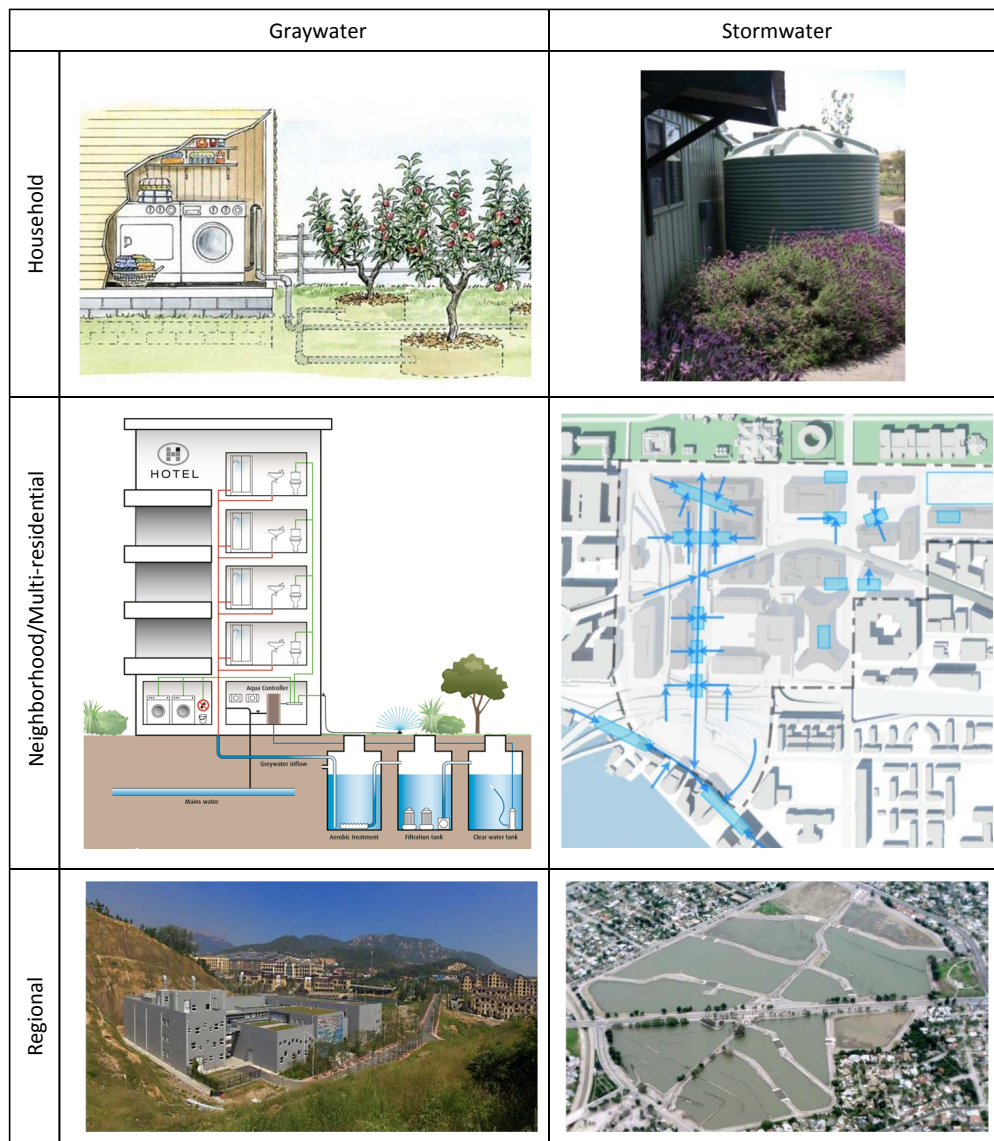 Graywater
Stormwater
Household
Neighborhood/Multi-residential
HOTEL
Aqua Controller
Greywater inflow
Mains water
Aerobic treatment
Filtration tank
Clear water tank
Regional